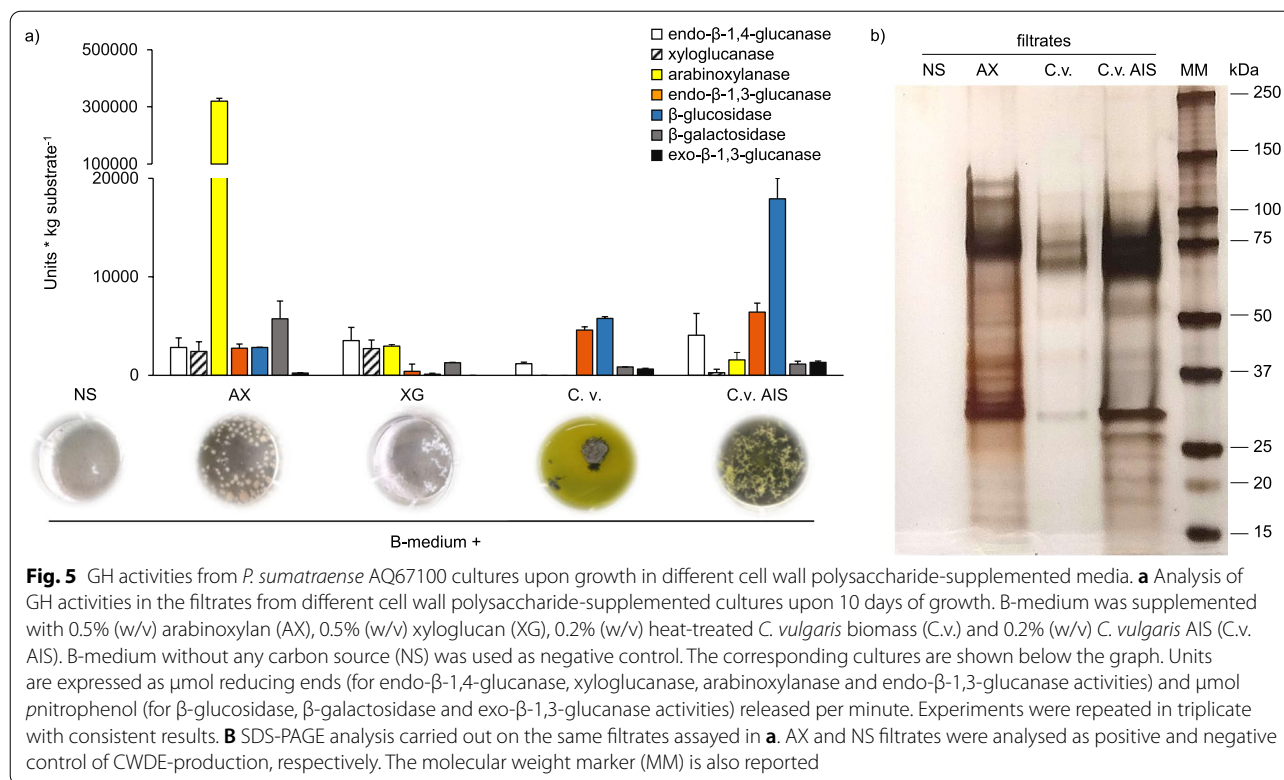 a)
500000
300000
100000
20000
10000
0
Units * kg substrate⁻¹
endo-β-1,4-glucanase
xyloglucanase
arabinoxylanase
endo-β-1,3-glucanase
β-glucosidase
β-galactosidase
exo-β-1,3-glucanase
NS AX XG C. v. C.v. AIS
B-medium +
b)
filtrates
NS AX C.v. C.v. AIS MM kDa
250
150
100
75
50
37
25
20
15
Fig. 5 GH activities from P. sumatraense AQ67100 cultures upon growth in different cell wall polysaccharide-supplemented media. a Analysis of
GH activities in the filtrates from different cell wall polysaccharide-supplemented cultures upon 10 days of growth. B-medium was supplemented
with 0.5% (w/v) arabinoxylan (AX), 0.5% (w/v) xyloglucan (XG), 0.2% (w/v) heat-treated C. vulgaris biomass (C.v.) and 0.2% (w/v) C. vulgaris AIS (C.v.
AIS). B-medium without any carbon source (NS) was used as negative control. The corresponding cultures are shown below the graph. Units
are expressed as μmol reducing ends (for endo-β-1,4-glucanase, xyloglucanase, arabinoxylanase and endo-β-1,3-glucanase activities) and μmol
pnitrophenol (for β-glucosidase, β-galactosidase and exo-β-1,3-glucanase activities) released per minute. Experiments were repeated in triplicate
with consistent results. B SDS-PAGE analysis carried out on the same filtrates assayed in a. AX and NS filtrates were analysed as positive and negative
control of CWDE-production, respectively. The molecular weight marker (MM) is also reported